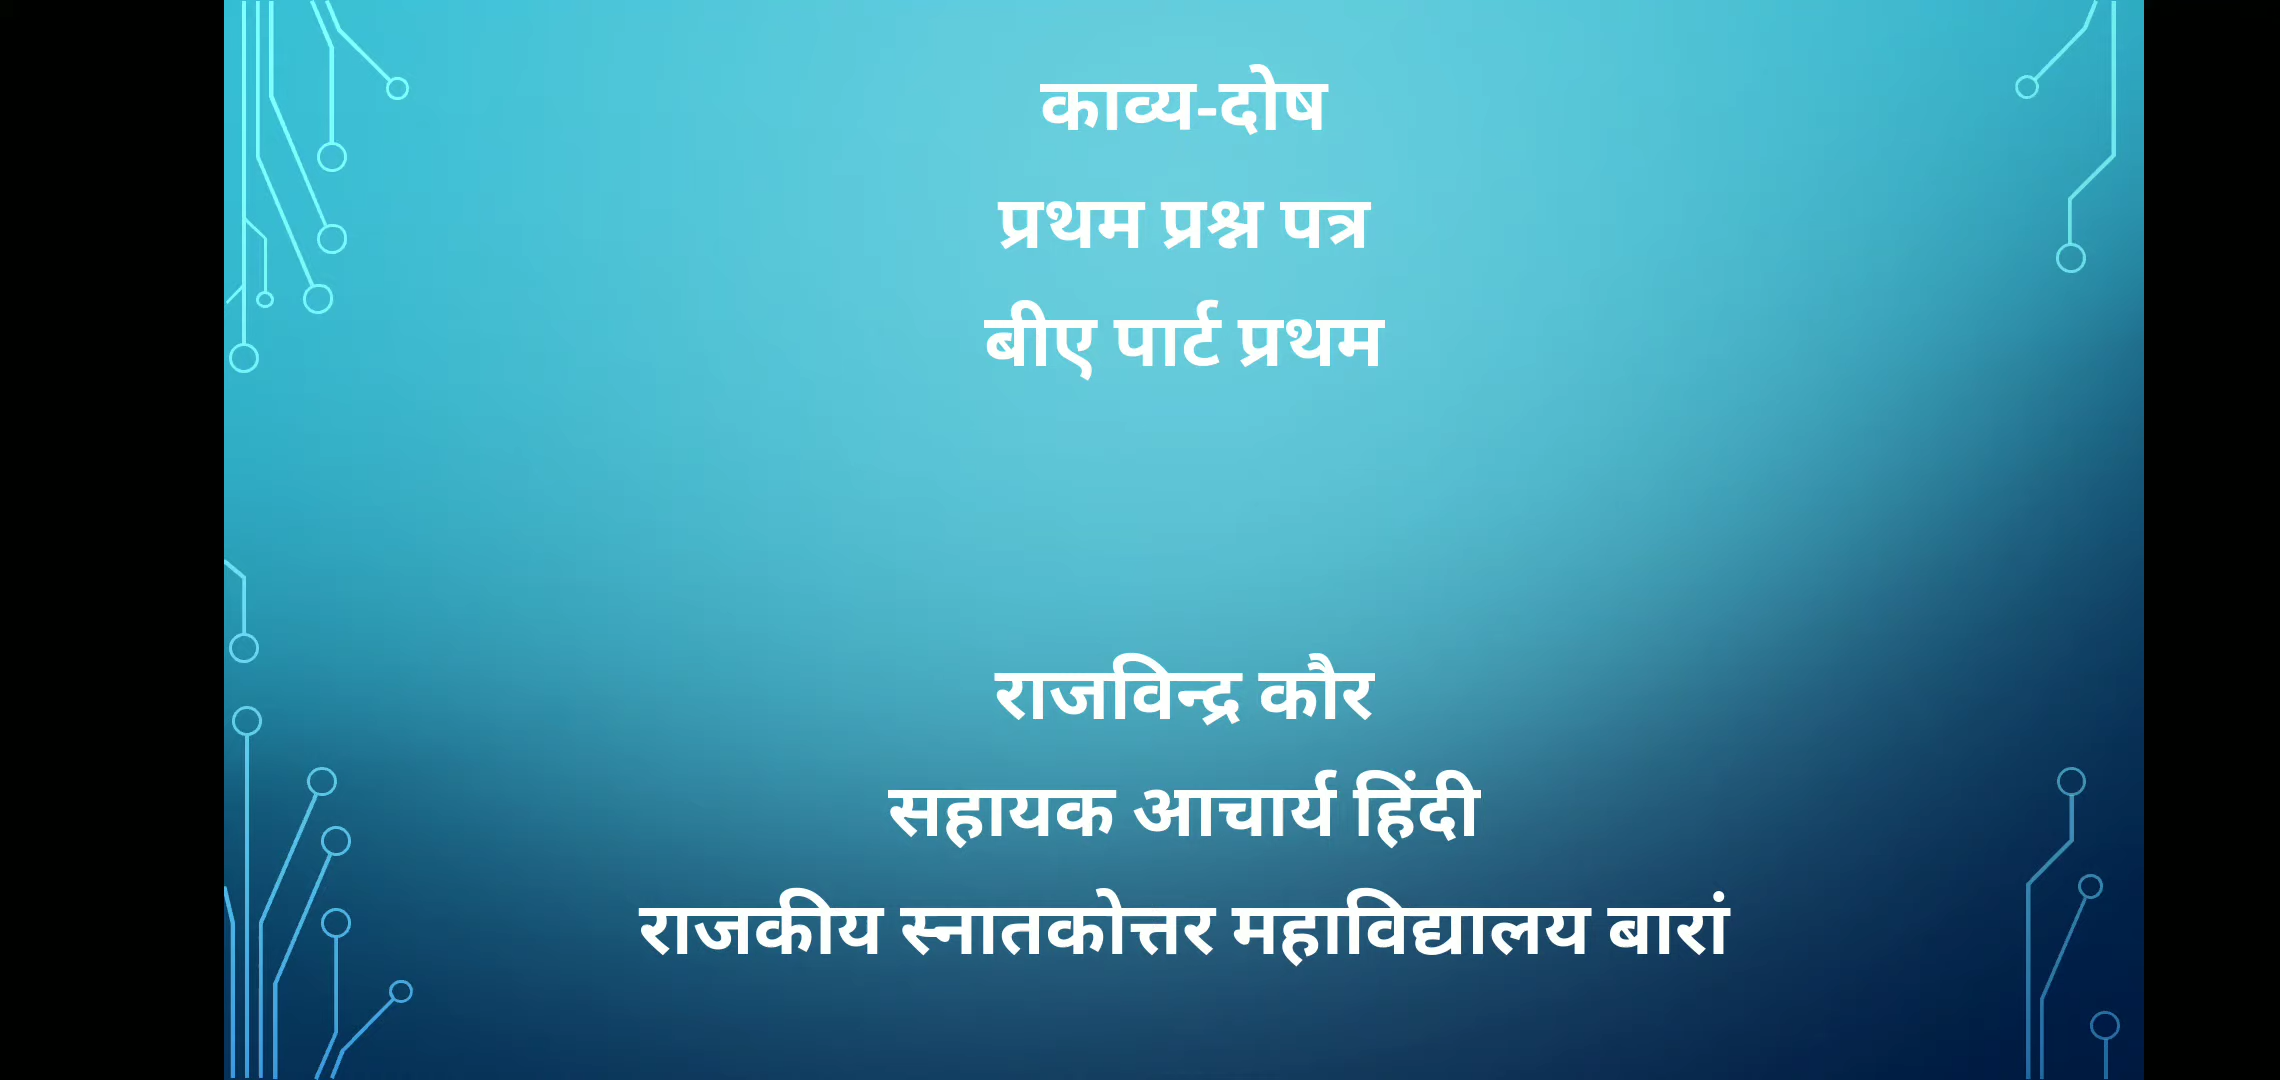 काव्य-दोष
प्रथम प्रश्न पत्र
बीए पार्ट प्रथम
राजविन्द्र कौर
सहायक आचार्य हिंदी
राजकीय स्नातकोत्तर महाविद्यालय बारां